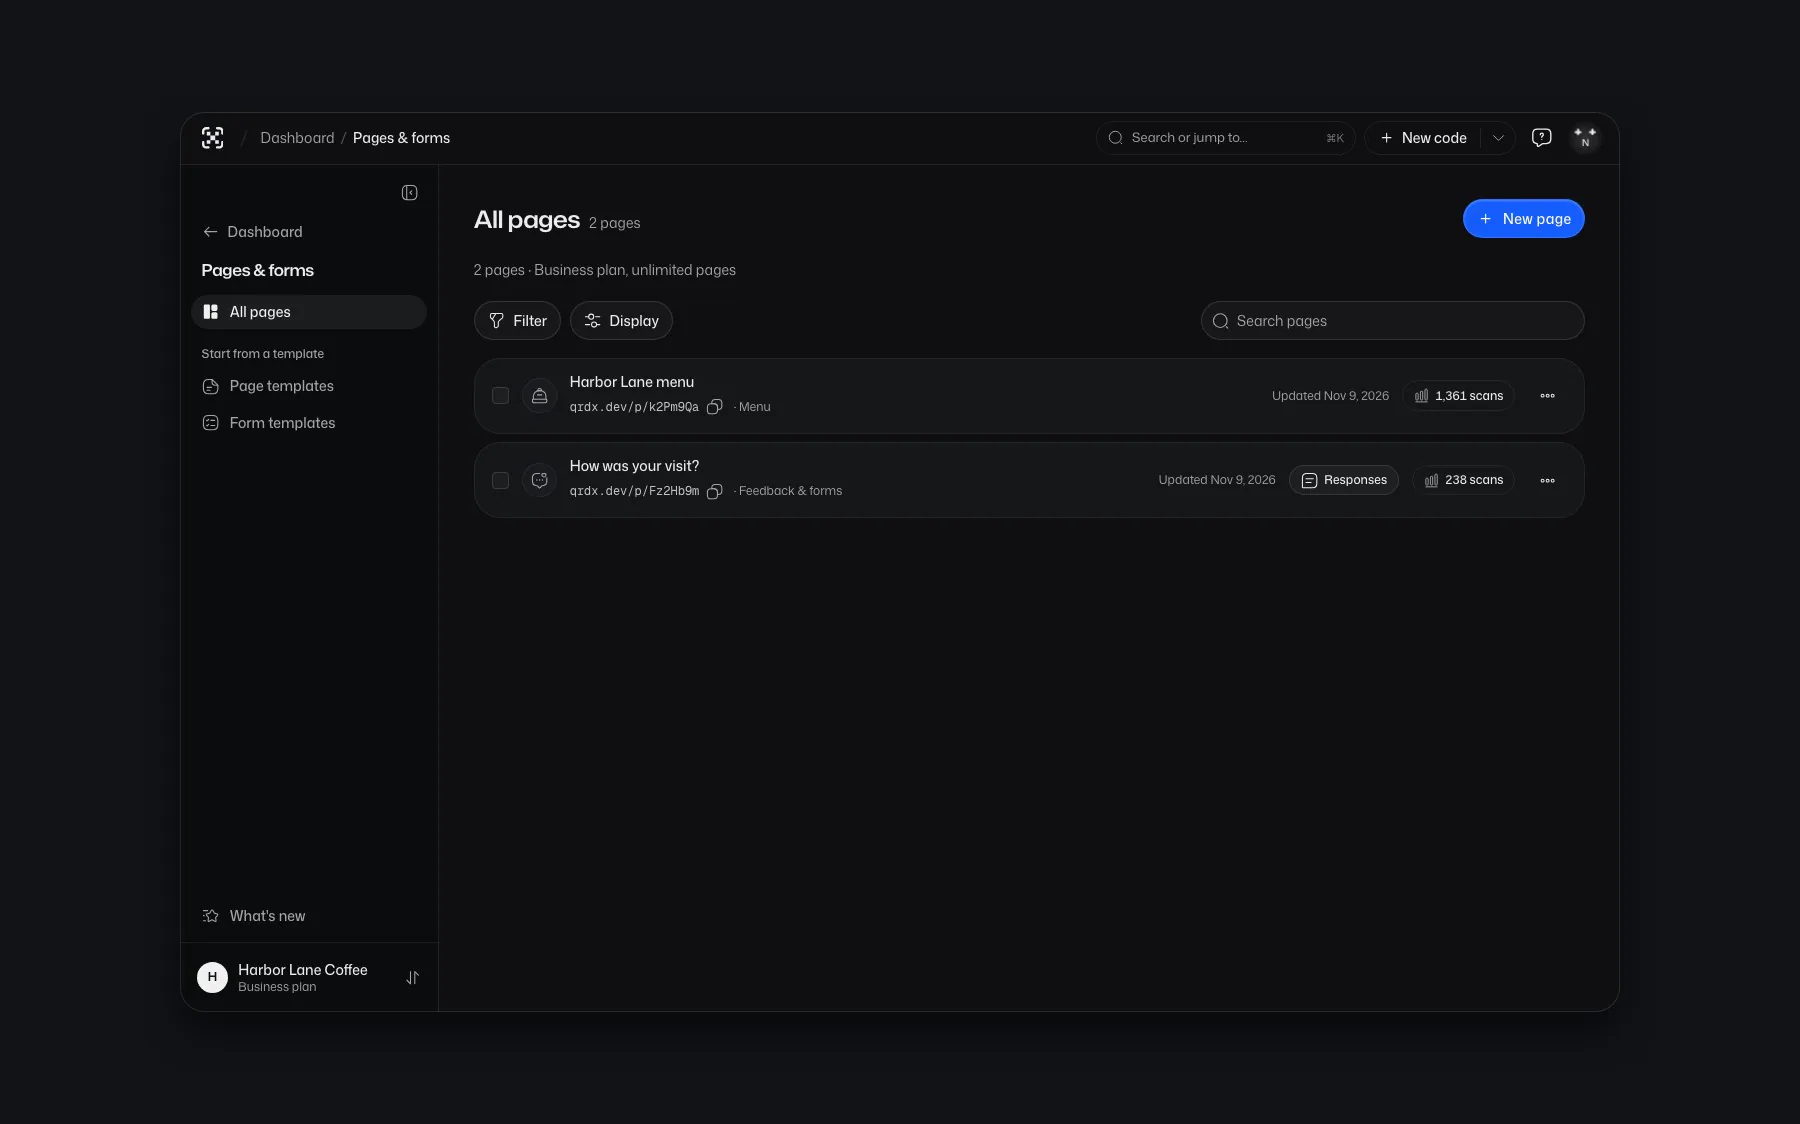 / Dashboard / Pages & forms
Search or jump to... ⌘K
+ New code
N
← Dashboard
Pages & forms
All pages
Start from a template
Page templates
Form templates
What's new
H
Harbor Lane Coffee
Business plan
All pages 2 pages
+ New page
2 pages · Business plan, unlimited pages
Filter
Display
Search pages
Harbor Lane menu
qrdx.dev/p/k2Pm9Qa · Menu
Updated Nov 9, 2026
1,361 scans
How was your visit?
qrdx.dev/p/Fz2Hb9m · Feedback & forms
Updated Nov 9, 2026
Responses
238 scans